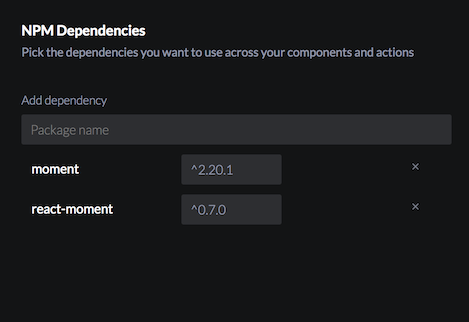 NPM Dependencies
Pick the dependencies you want to use across your components and actions
Add dependency
Package name
moment ^2.20.1 ×
react-moment ^0.7.0 ×